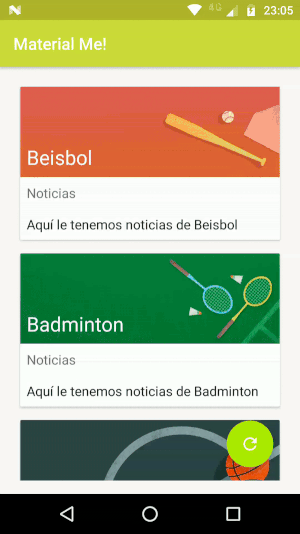 4G 23:05
Material Me!
Beisbol
Noticias
Aquí le tenemos noticias de Beisbol
Badminton
Noticias
Aquí le tenemos noticias de Badminton